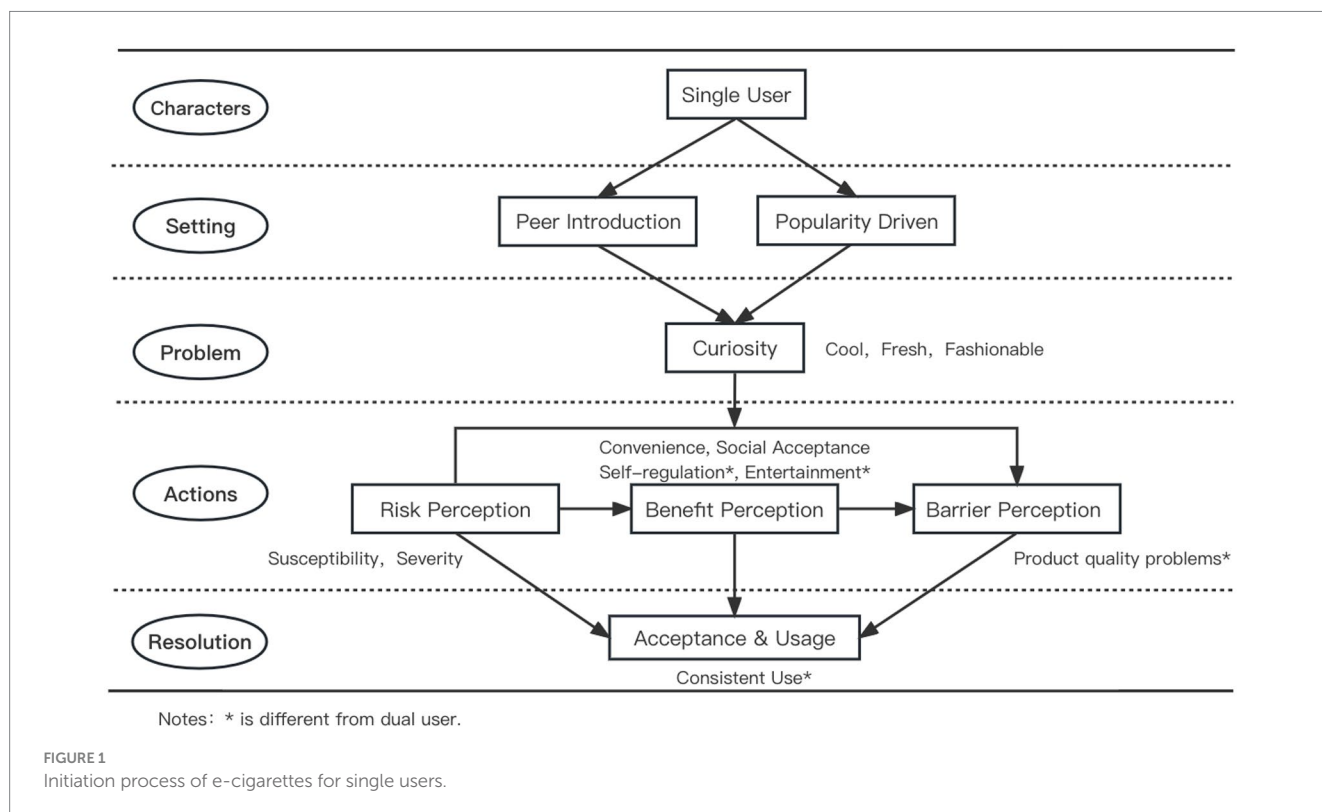 Characters
Single User
Setting
Peer Introduction
Popularity Driven
Problem
Curiosity
Cool, Fresh, Fashionable
Convenience, Social Acceptance
Self-regulation*, Entertainment*
Actions
Risk Perception
Benefit Perception
Barrier Perception
Susceptibility, Severity
Product quality problems*
Resolution
Acceptance & Usage
Consistent Use*
Notes: * is different from dual user.
FIGURE 1
Initiation process of e-cigarettes for single users.